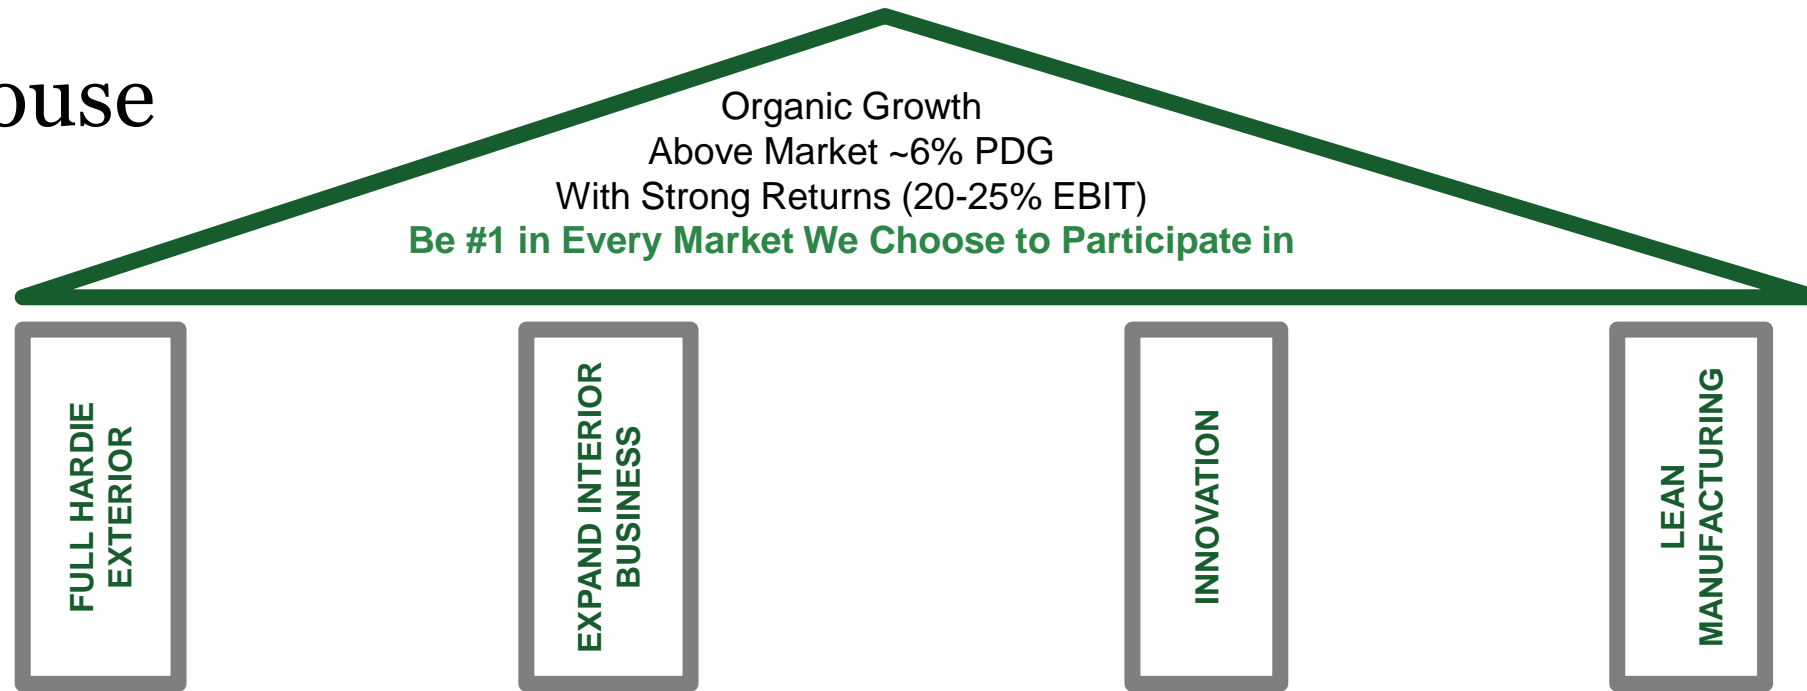 ouse
Organic Growth
Above Market ~6% PDG
With Strong Returns (20-25% EBIT)
Be #1 in Every Market We Choose to Participate in
FULL HARDIE
EXTERIOR
EXPAND INTERIOR
BUSINESS
INNOVATION
LEAN
MANUFACTURING